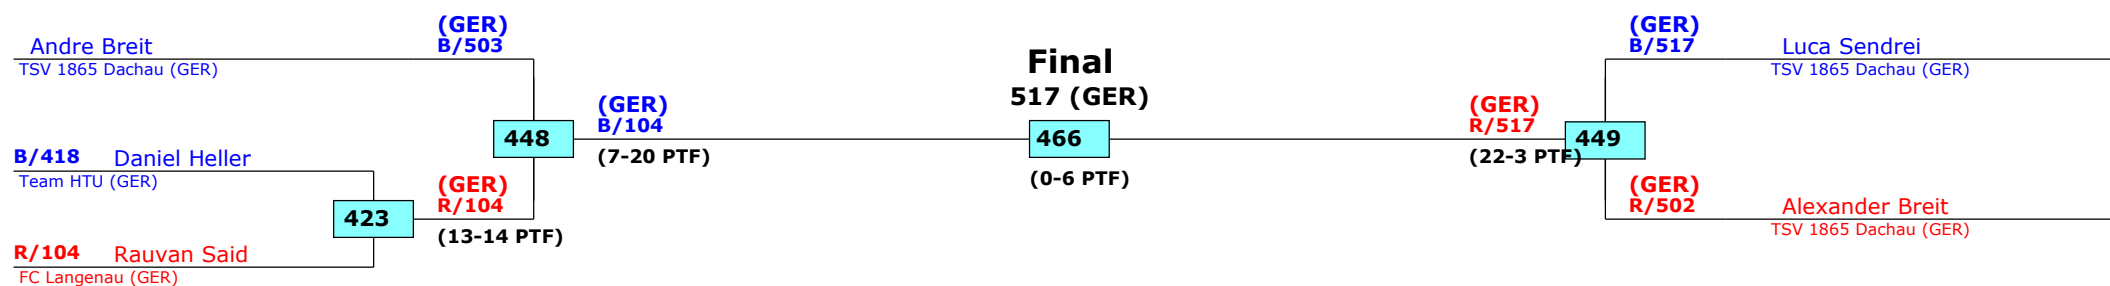 (GER)
B/503
Andre Breit
TSV 1865 Dachau (GER)
B/418 Daniel Heller
Team HTU (GER)
423
R/104 Rauvan Said
FC Langenau (GER)
(GER)
R/104
(13-14 PTF)
448
(GER)
B/104
(7-20 PTF)
Final
517 (GER)
466
(0-6 PTF)
(GER)
R/517
(22-3 PTF)
449
(GER)
B/517
Luca Sendrei
TSV 1865 Dachau (GER)
(GER)
R/502
Alexander Breit
TSV 1865 Dachau (GER)